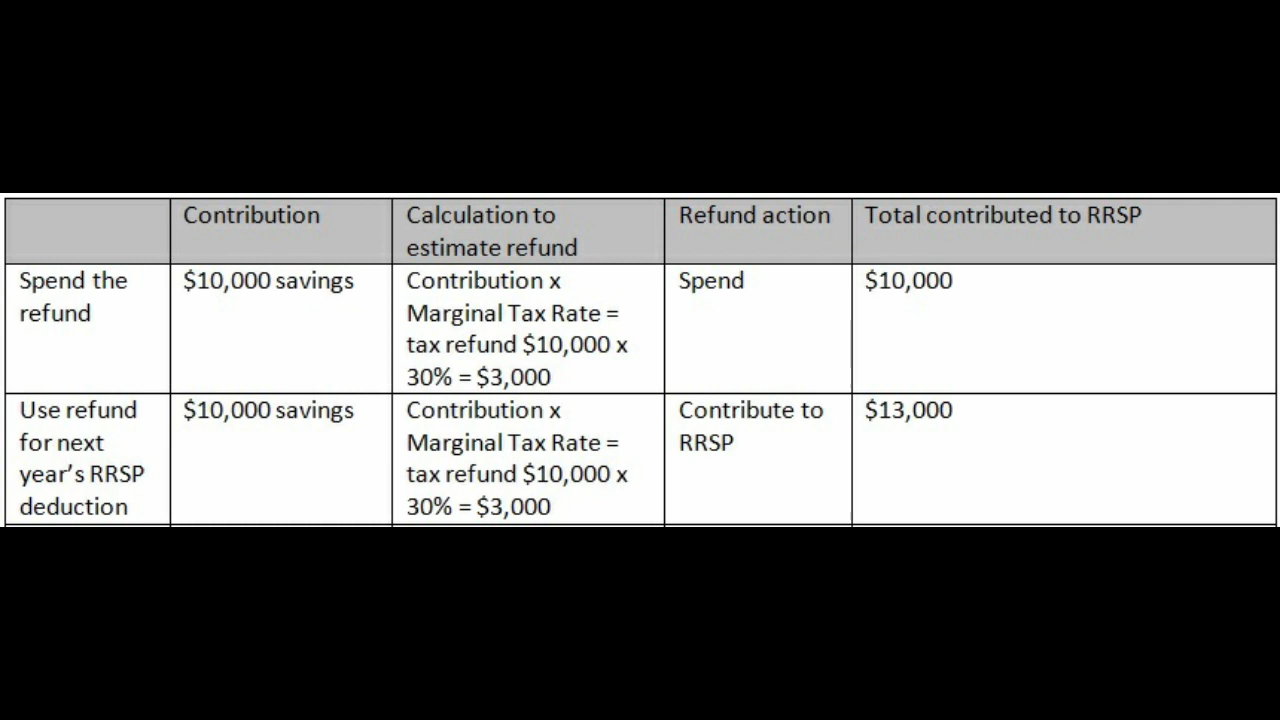 Contribution
Calculation to
estimate refund
Refund action
Total contributed to RRSP
Spend the
refund
$10,000 savings
Contribution x
Marginal Tax Rate =
tax refund $10,000 x
30% = $3,000
Spend
$10,000
Use refund
for next
year’s RRSP
deduction
$10,000 savings
Contribution x
Marginal Tax Rate =
tax refund $10,000 x
30% = $3,000
Contribute to
RRSP
$13,000